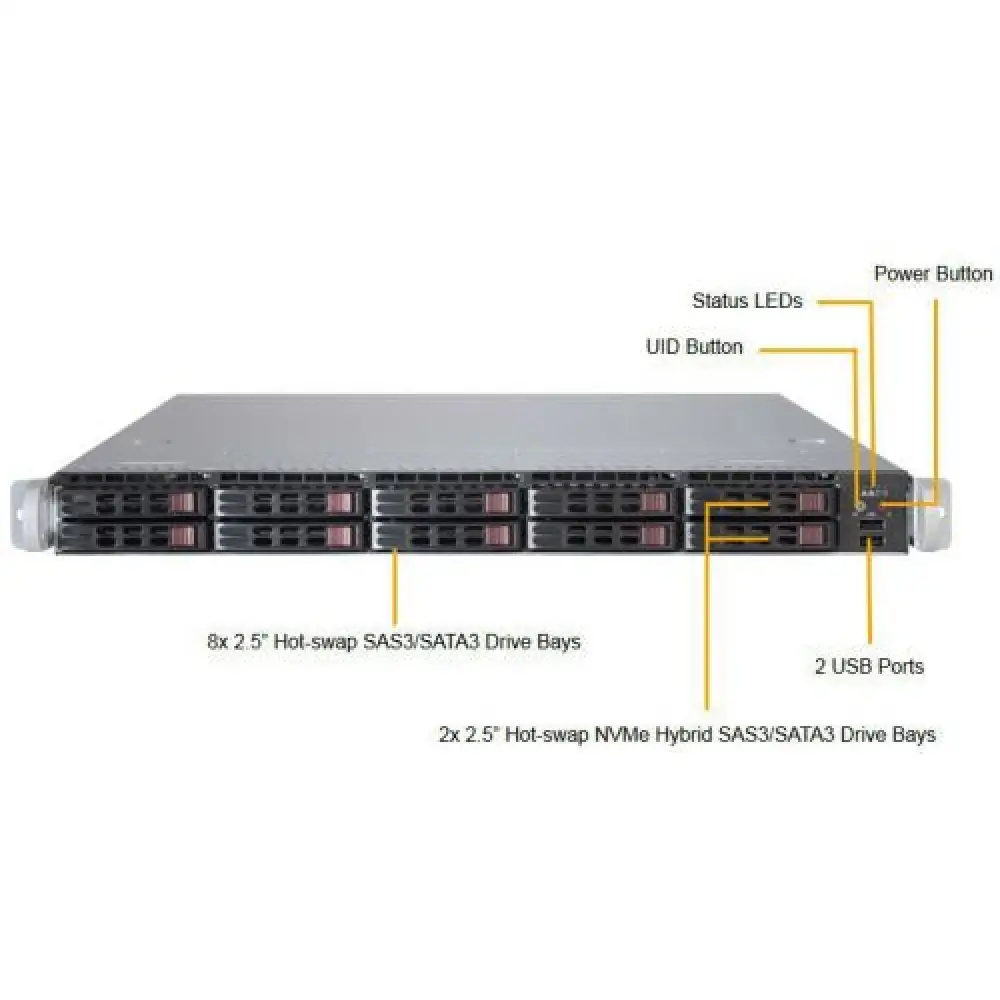 Power Button
Status LEDs
UID Button
8x 2.5" Hot-swap SAS3/SATA3 Drive Bays
2 USB Ports
2x 2.5" Hot-swap NVMe Hybrid SAS3/SATA3 Drive Bays